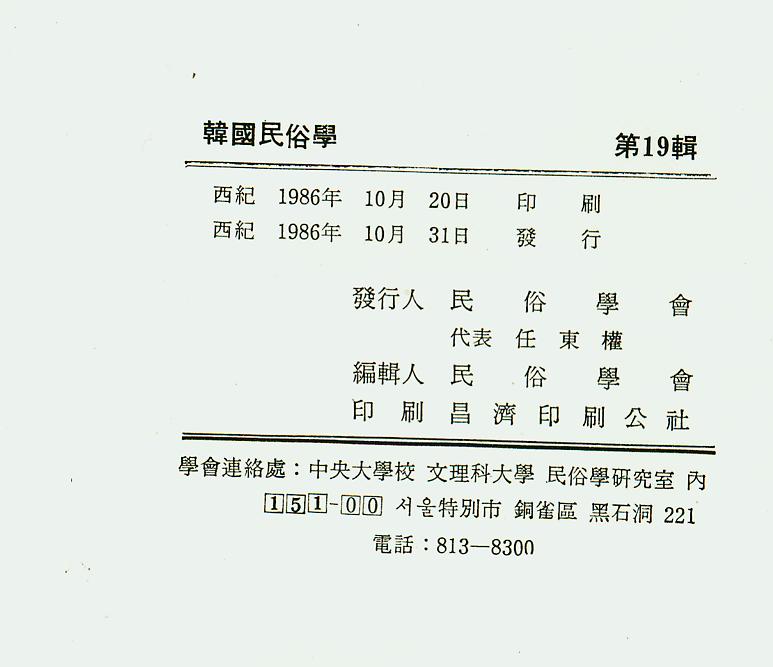 韓國民俗學 第19輯
西紀 1986年 10月 20日 印 刷
西紀 1986年 10月 31日 發 行
發行人 民 俗 學 會
代表 任 東 權
編輯人 民 俗 學 會
印 刷 昌 濟 印 刷 公 社
學會連絡處：中央大學校 文理科大學 民俗學硏究室 內
151-00 서울特別市 銅雀區 黑石洞 221
電話：813—8300